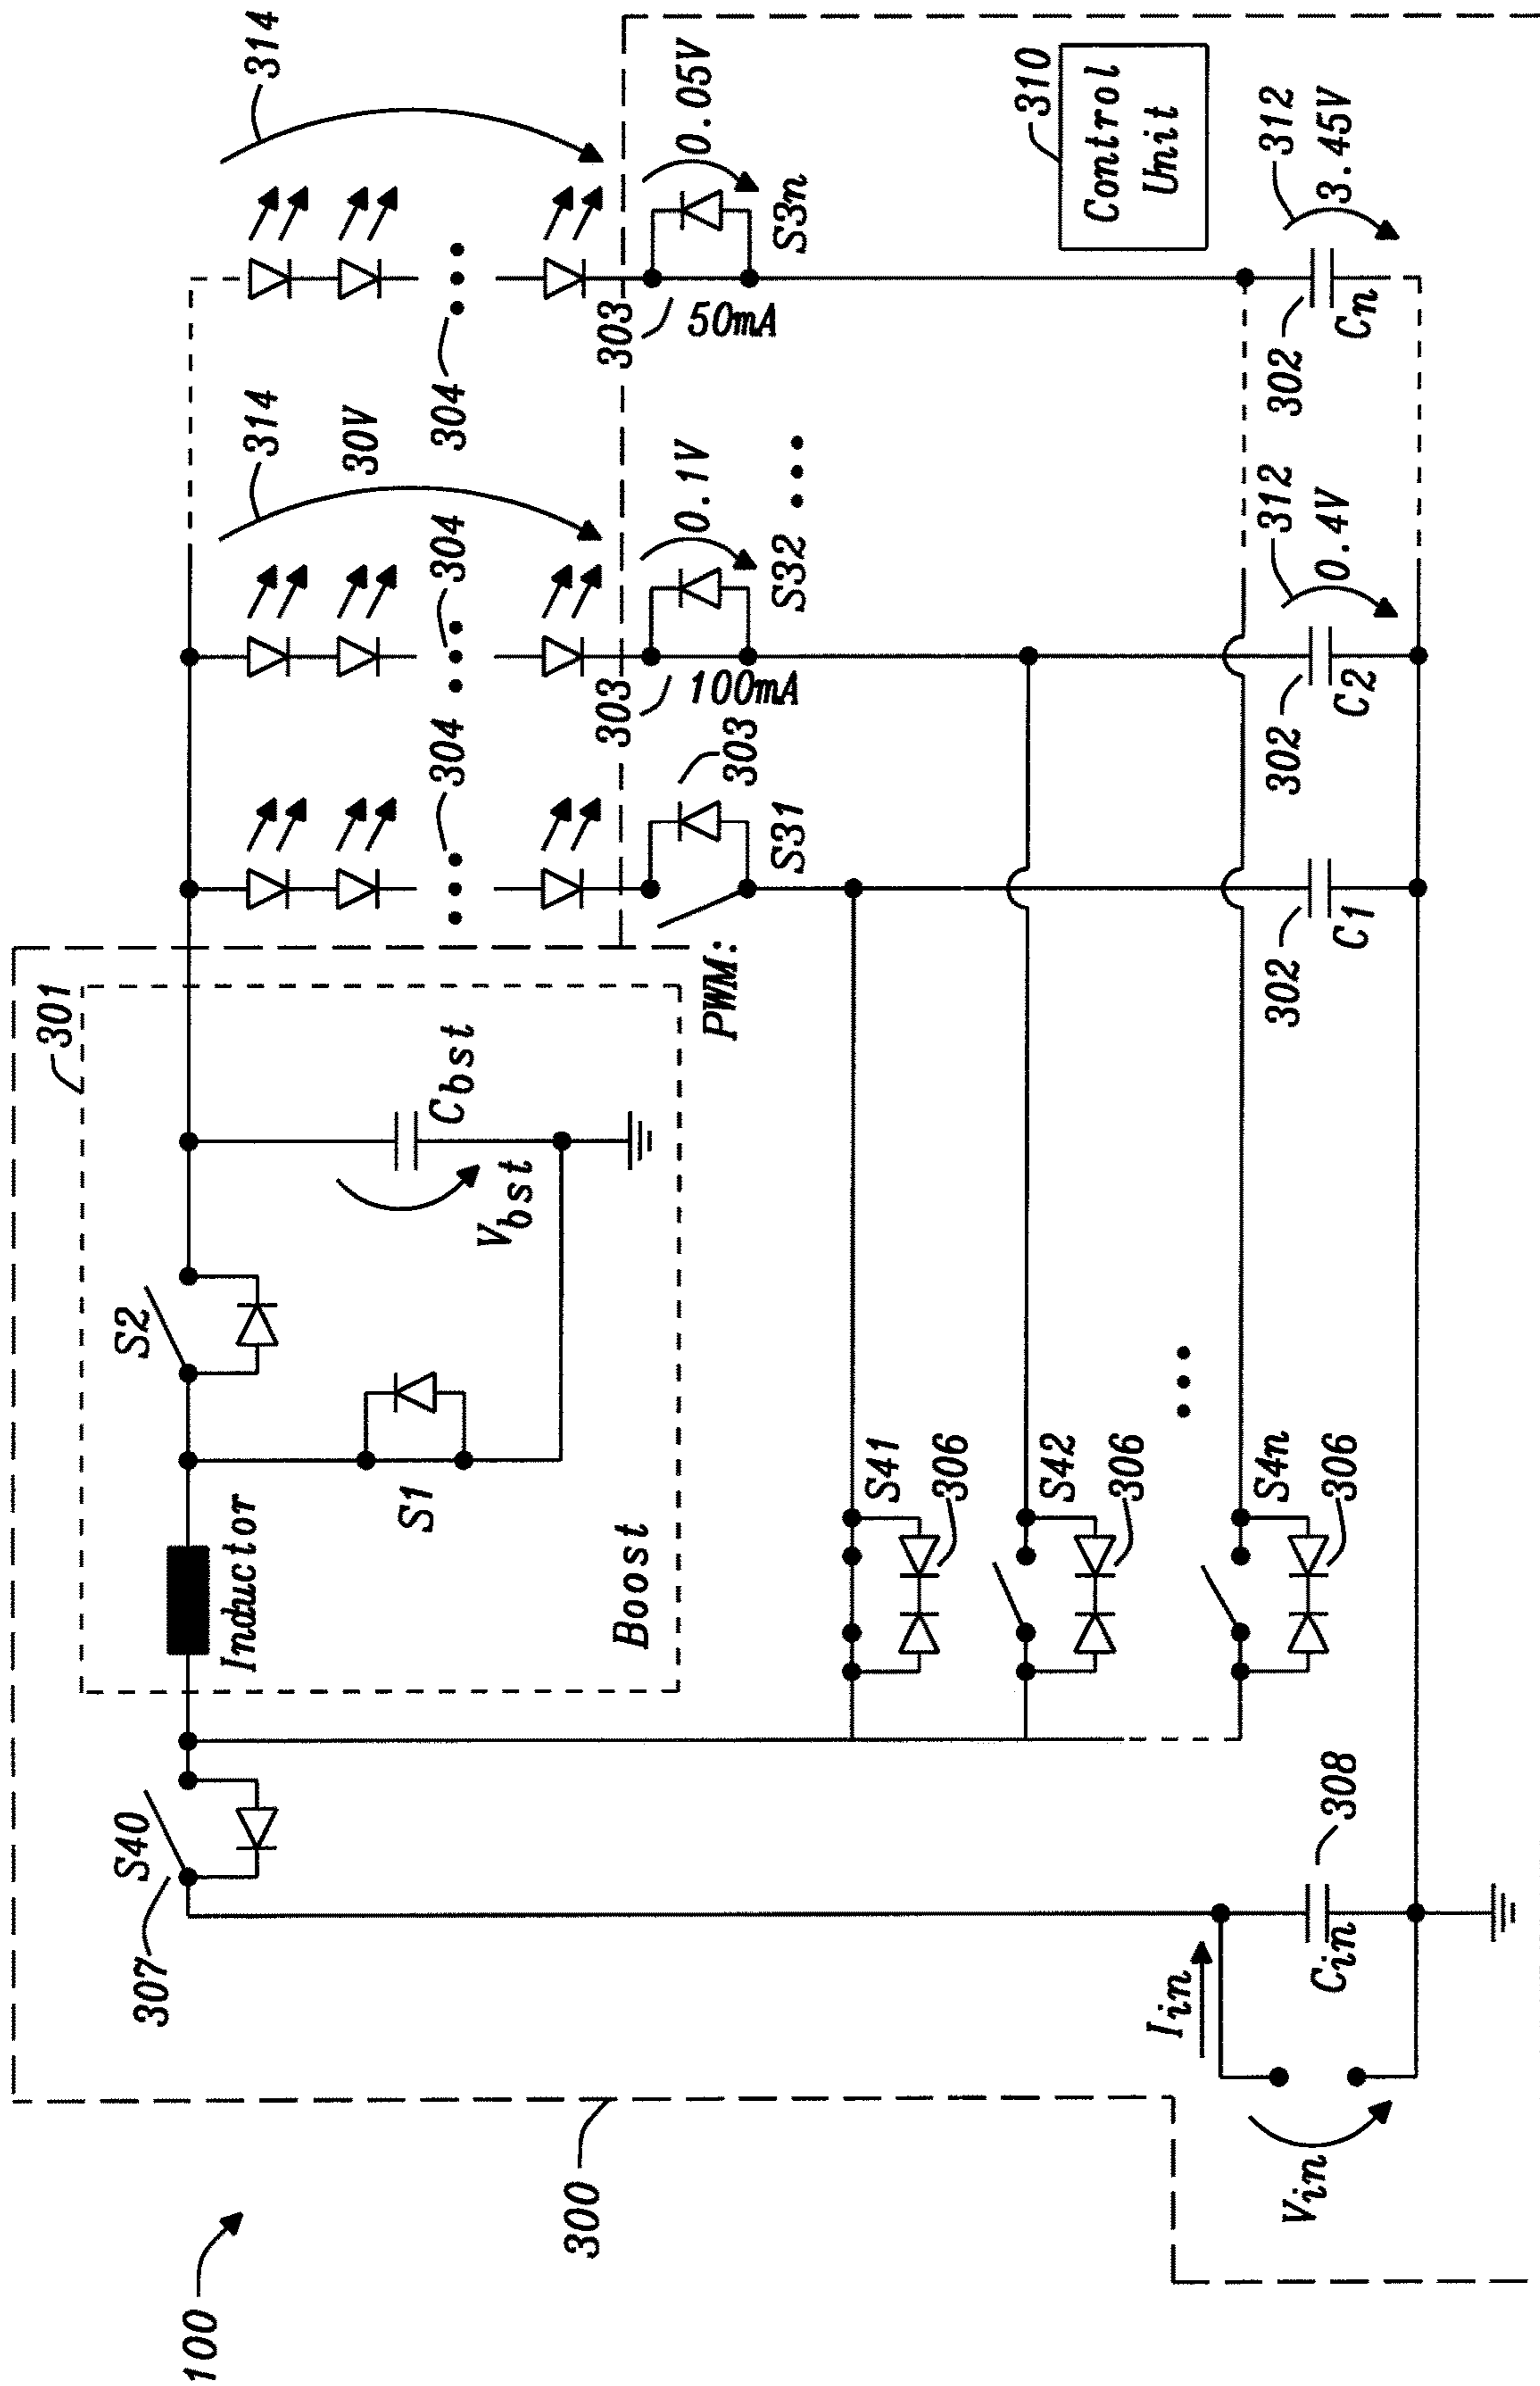 100
300
301
307
S40
Inductor
S2
S1
Boost
Cbst
Vbst
PWM:
314
314
30V
304
304
304
303
303
303
S31
100mA
0.1V
S32
50mA
0.05V
S3n
310
Control
Unit
S41
306
S42
306
S4n
306
Vin
Iin
Cin
308
302
C1
302
C2
312
0.4V
302
Cn
312
3.45V